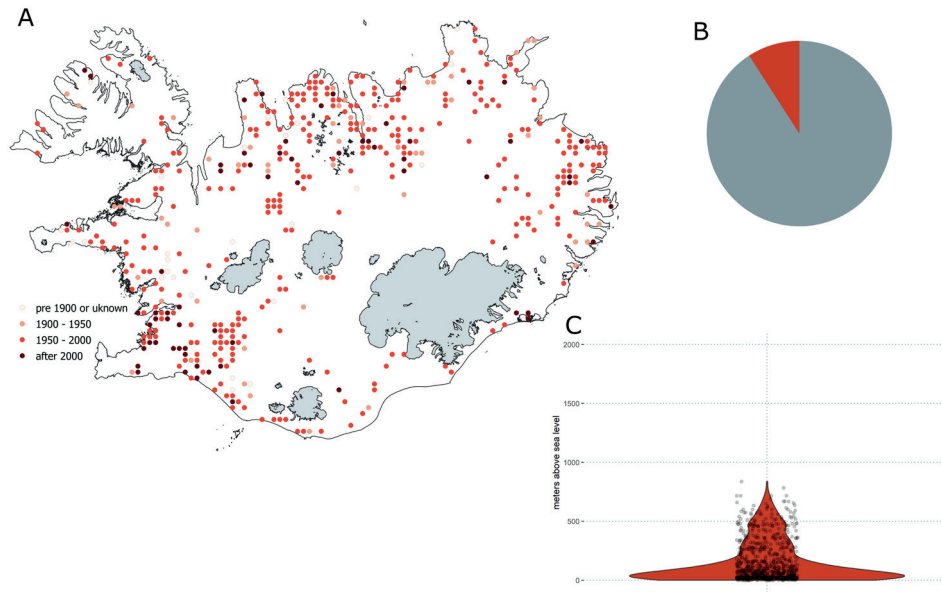 A
B
pre 1900 or uknown
1900 - 1950
1950 - 2000
after 2000
C
2000
1500
1000
500
0
meters above sea level